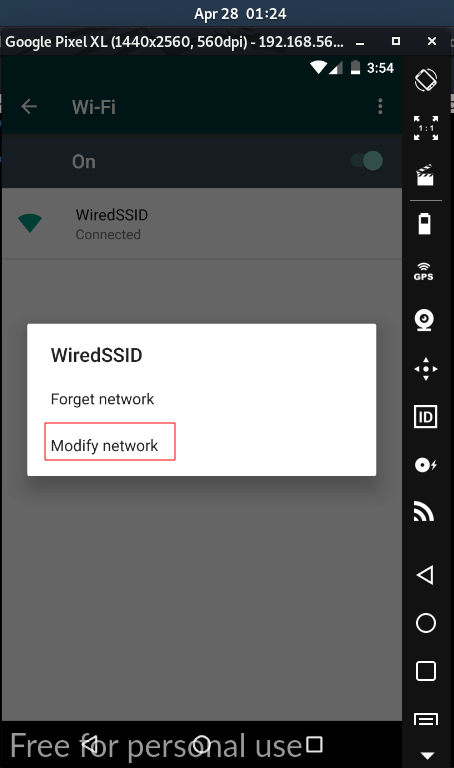 Apr 28 01:24
Google Pixel XL (1440x2560, 560dpi) - 192.168.56...
3:54
Wi-Fi
On
WiredSSID
Connected
WiredSSID
Forget network
Modify network
Free for personal use
1:1
GPS
ID